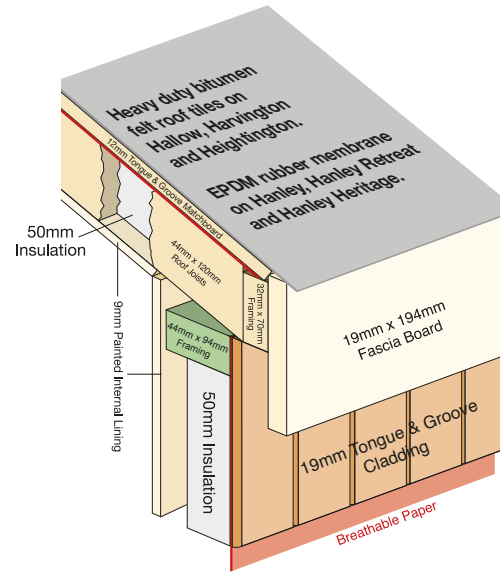 Heavy duty bitumen
felt roof tiles on
Hallow, Harvington
and Heightington.
EPDM rubber membrane
on Hanley, Hanley Retreat
and Hanley Heritage.
12mm Tongue & Groove Matchboard
50mm
Insulation
44mm x 120mm
Roof Joists
32mm x 70mm
Framing
19mm x 194mm
Fascia Board
9mm Painted Internal Lining
44mm x 94mm
Framing
50mm Insulation
19mm Tongue & Groove
Cladding
Breathable Paper